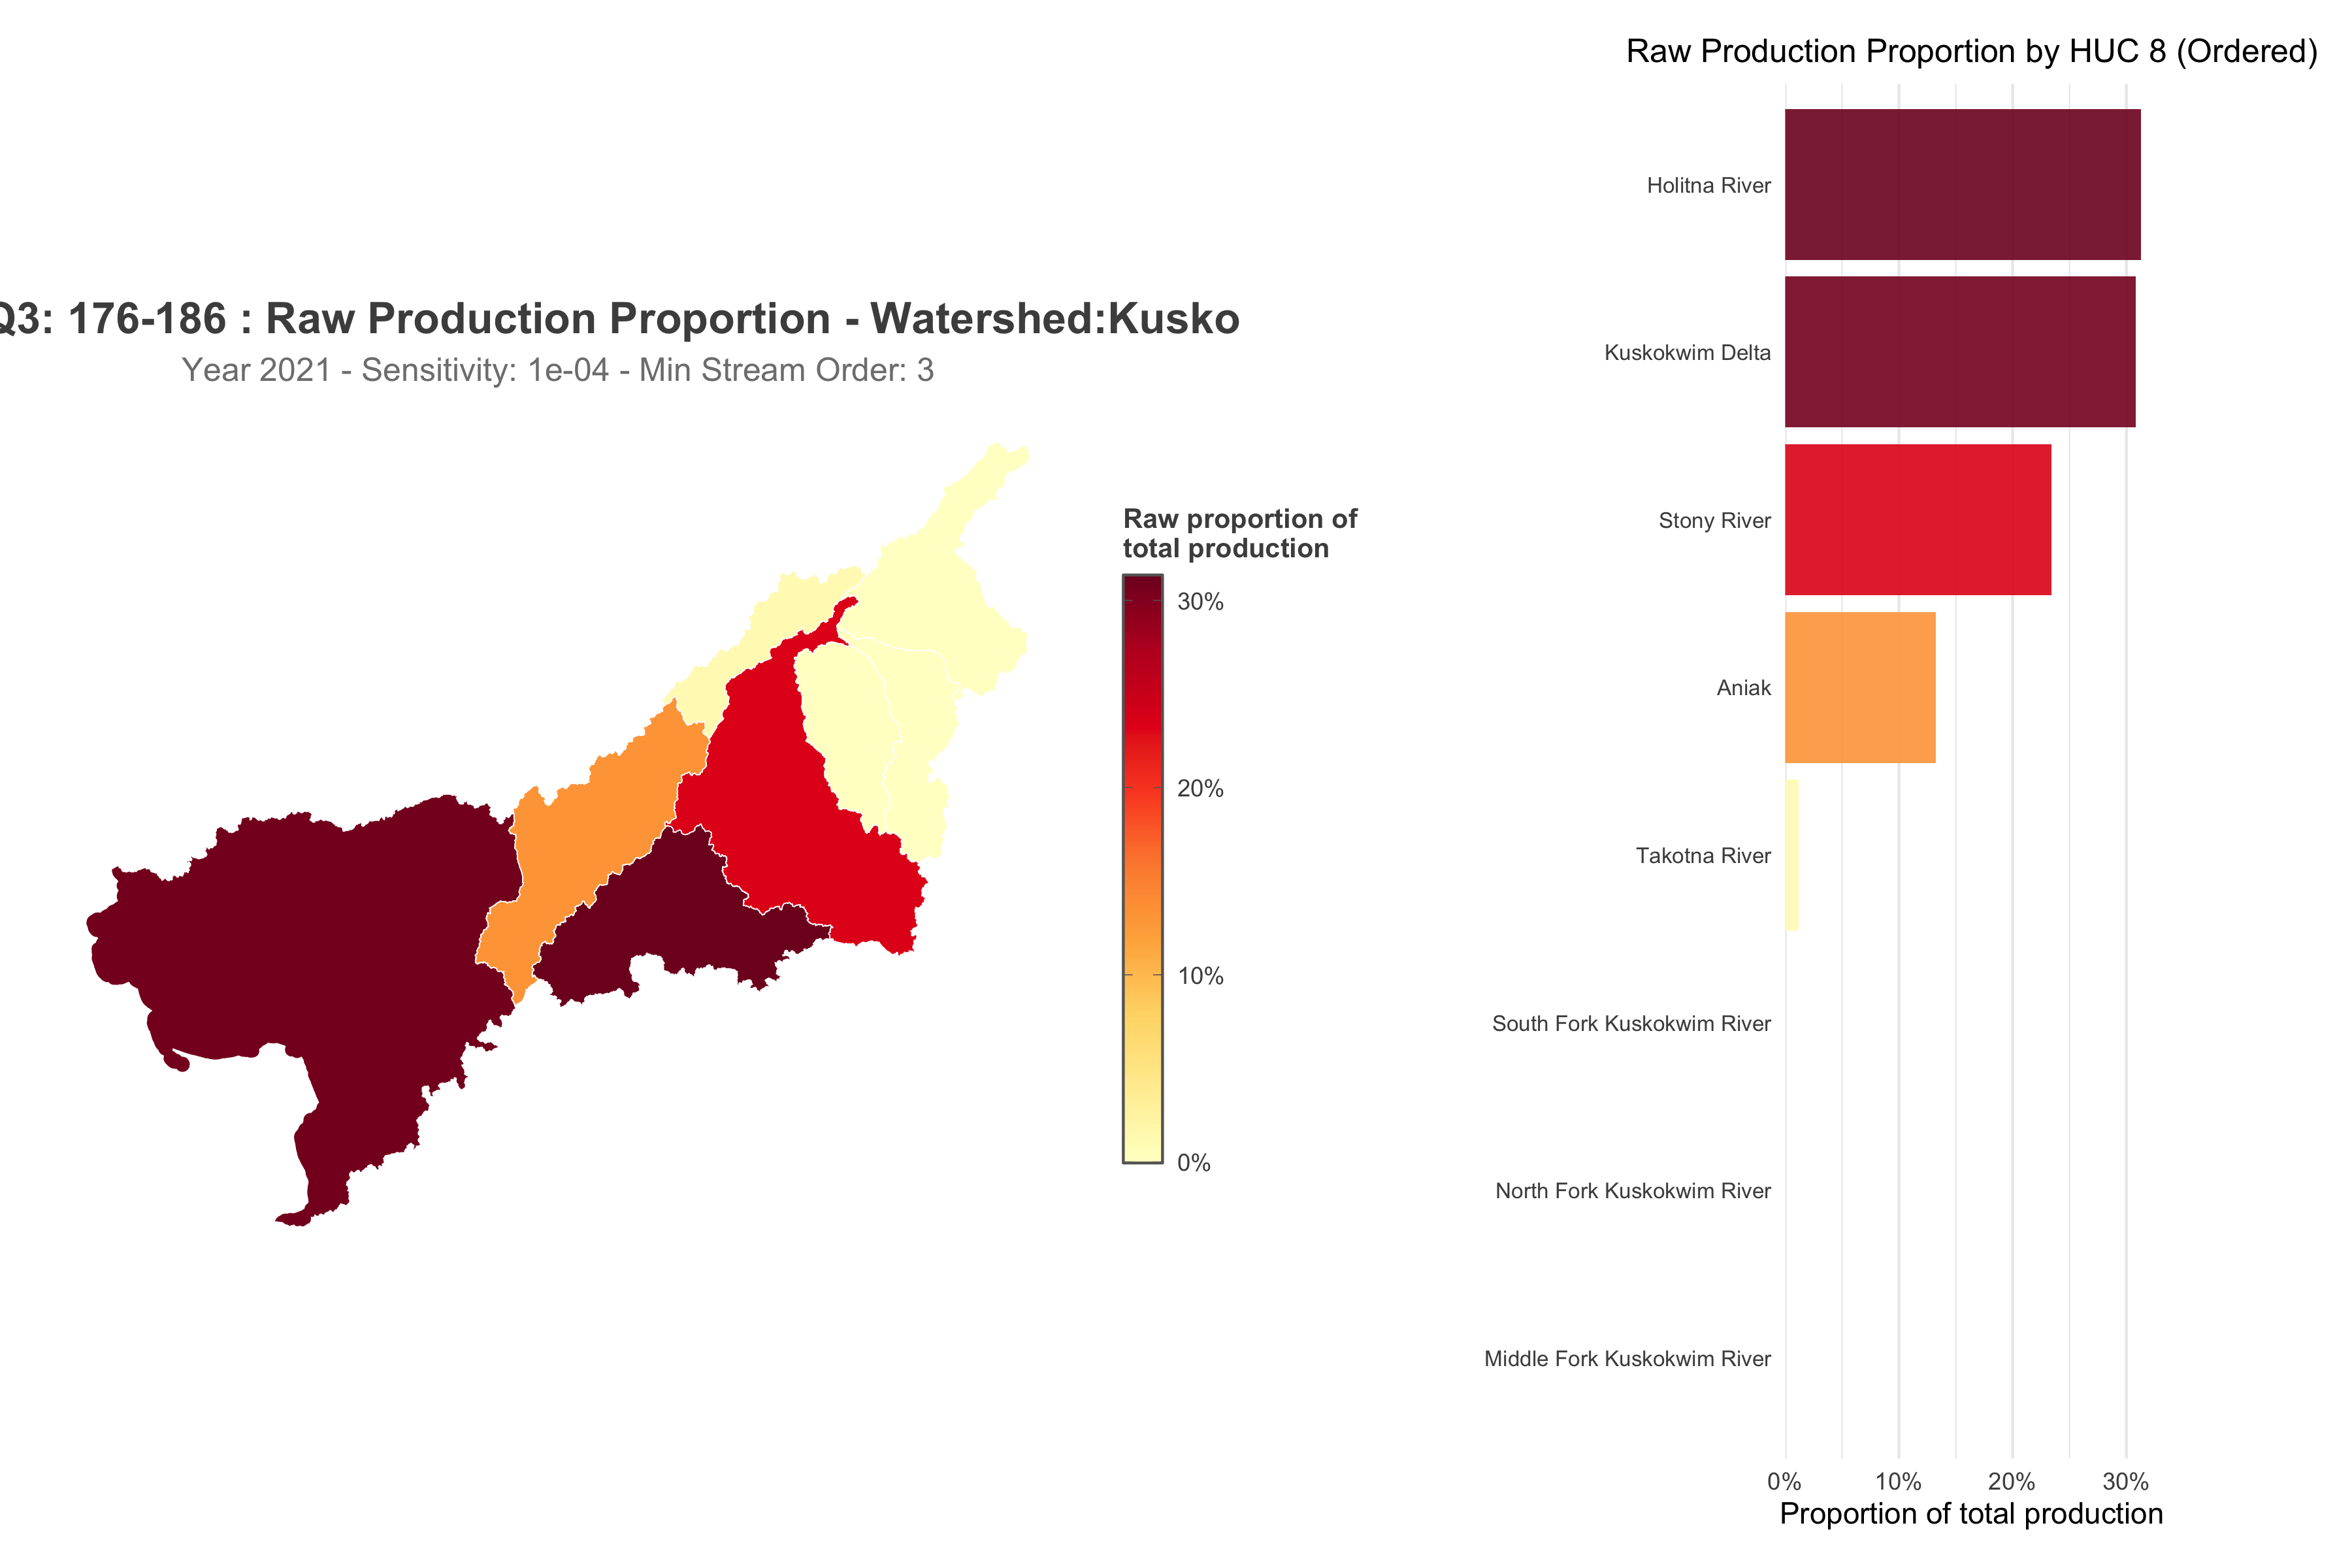 Q3: 176-186 : Raw Production Proportion - Watershed:Kusko
Year 2021 - Sensitivity: 1e-04 - Min Stream Order: 3
Raw proportion of
total production
30%
20%
10%
0%
Raw Production Proportion by HUC 8 (Ordered)
Holitna River
Kuskokwim Delta
Stony River
Aniak
Takotna River
South Fork Kuskokwim River
North Fork Kuskokwim River
Middle Fork Kuskokwim River
0% 10% 20% 30%
Proportion of total production